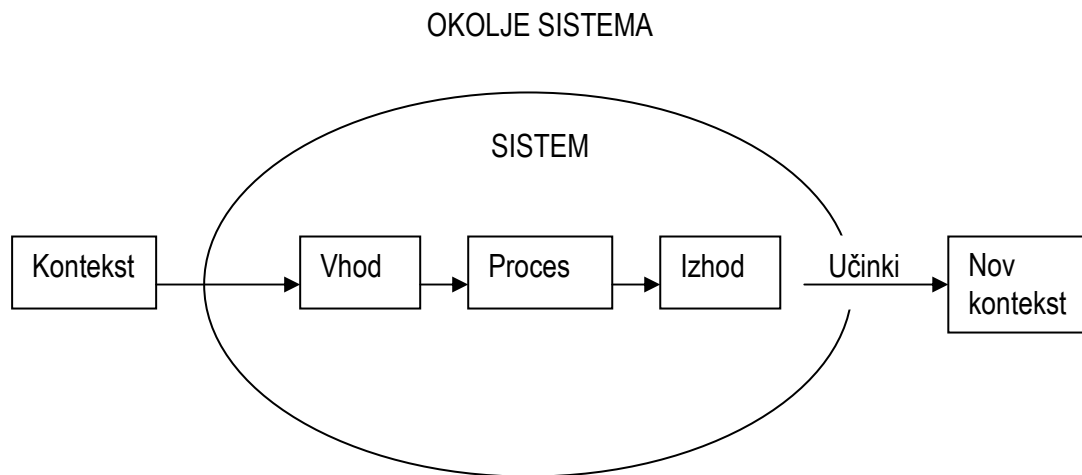 OKOLJE SISTEMA
SISTEM
Kontekst
Vhod
Proces
Izhod
Učinki
Nov
kontekst